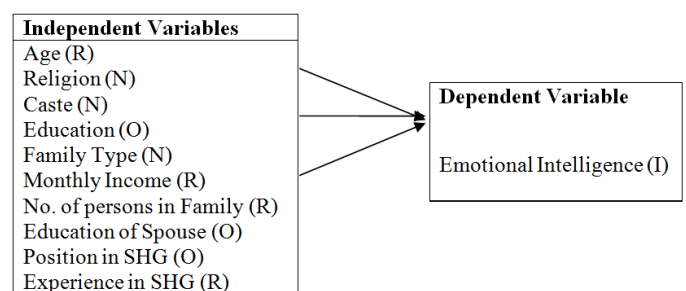 Independent Variables
Age (R)
Religion (N)
Caste (N)
Education (O)
Family Type (N)
Monthly Income (R)
No. of persons in Family (R)
Education of Spouse (O)
Position in SHG (O)
Experience in SHG (R)
Dependent Variable
Emotional Intelligence (I)